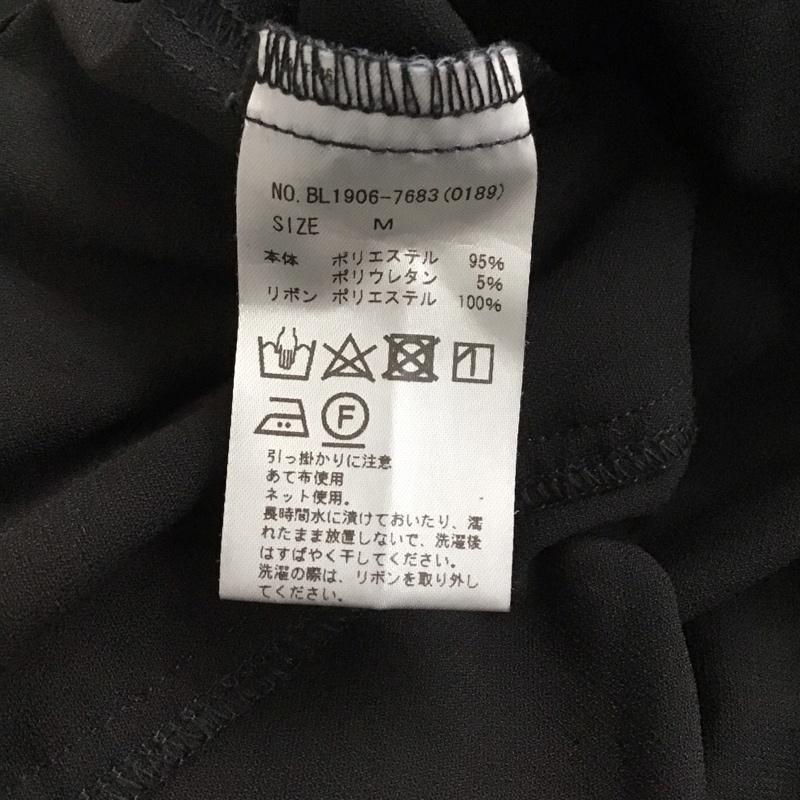 NO. BL1906-7683(0189)
SIZE M
本体 ポリエステル 95%
ポリウレタン 5%
リボン ポリエステル 100%
F
引っ掛かりに注意
あて布使用
ネット使用。
長時間水に漬けておいたり、濡
れたまま放置しないで、洗濯後
はすばやく干してください。
洗濯の際は、リボンを取り外し
てください。